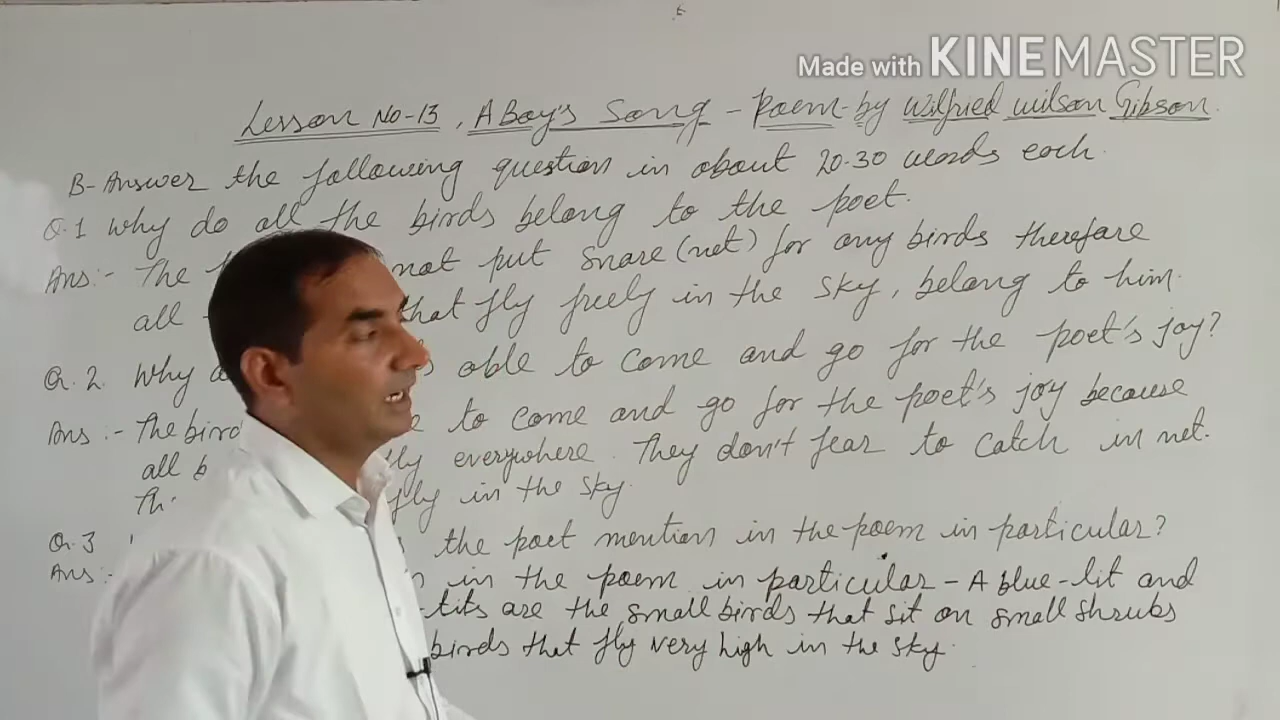 Made with KINEMASTER
Lesson No-13, A Boy's Song - Poem - by Wilfried Wilson Gibson.
B- Answer the following question in about 20-30 words each.
Q.1 Why do all the birds belong to the poet.
Ans:- The not put snare (net) for any birds therefore
all that fly freely in the sky, belong to him.
Q.2. Why able to come and go for the poet's joy?
Ans:- The bird to come and go for the poet's joy because
all b fly everywhere. They don't fear to catch in net.
Th fly in the sky.
Q.3 the poet mention in the poem in particular?
Ans:- in the poem in particular - A blue-tit and
-tits are the small birds that sit on small shrubs
birds that fly very high in the sky.